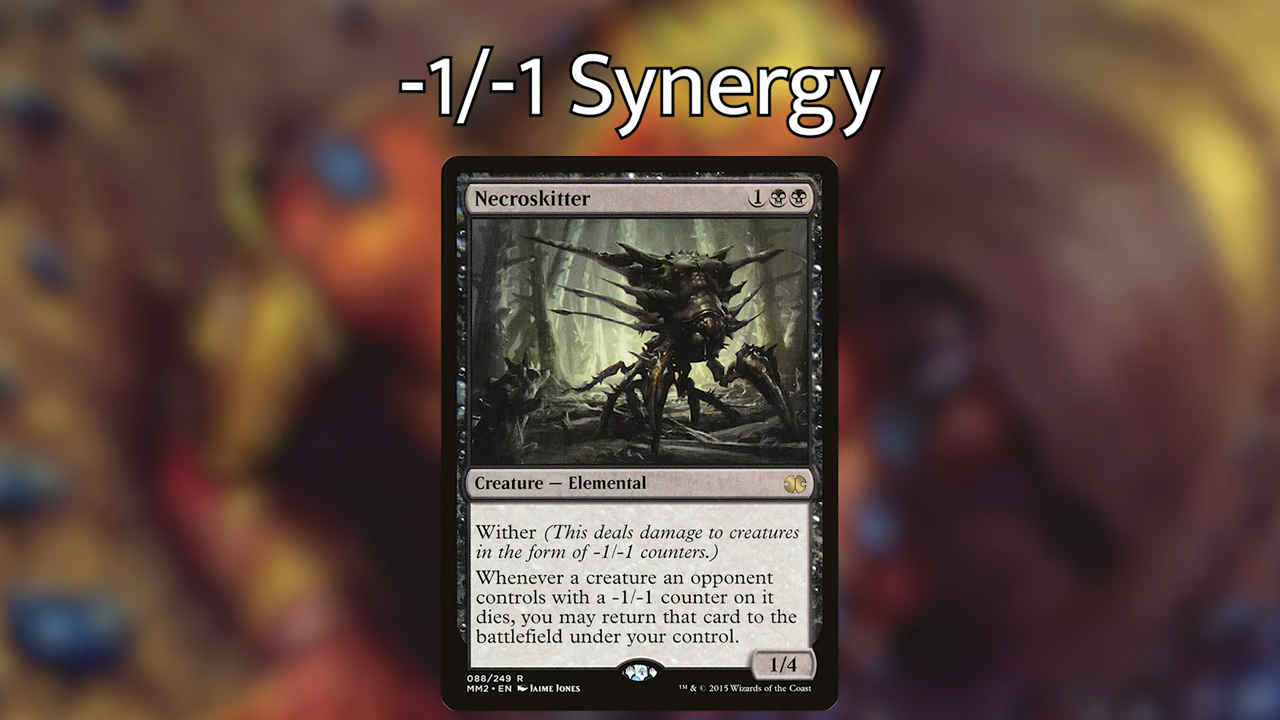 -1/-1 Synergy
Necroskitter 1
Creature — Elemental
Wither (This deals damage to creatures
in the form of -1/-1 counters.)
Whenever a creature an opponent
controls with a -1/-1 counter on it
dies, you may return that card to the
battlefield under your control.
1/4
088/249 R
MM2 • EN JAIME JONES
™ & © 2015 Wizards of the Coast